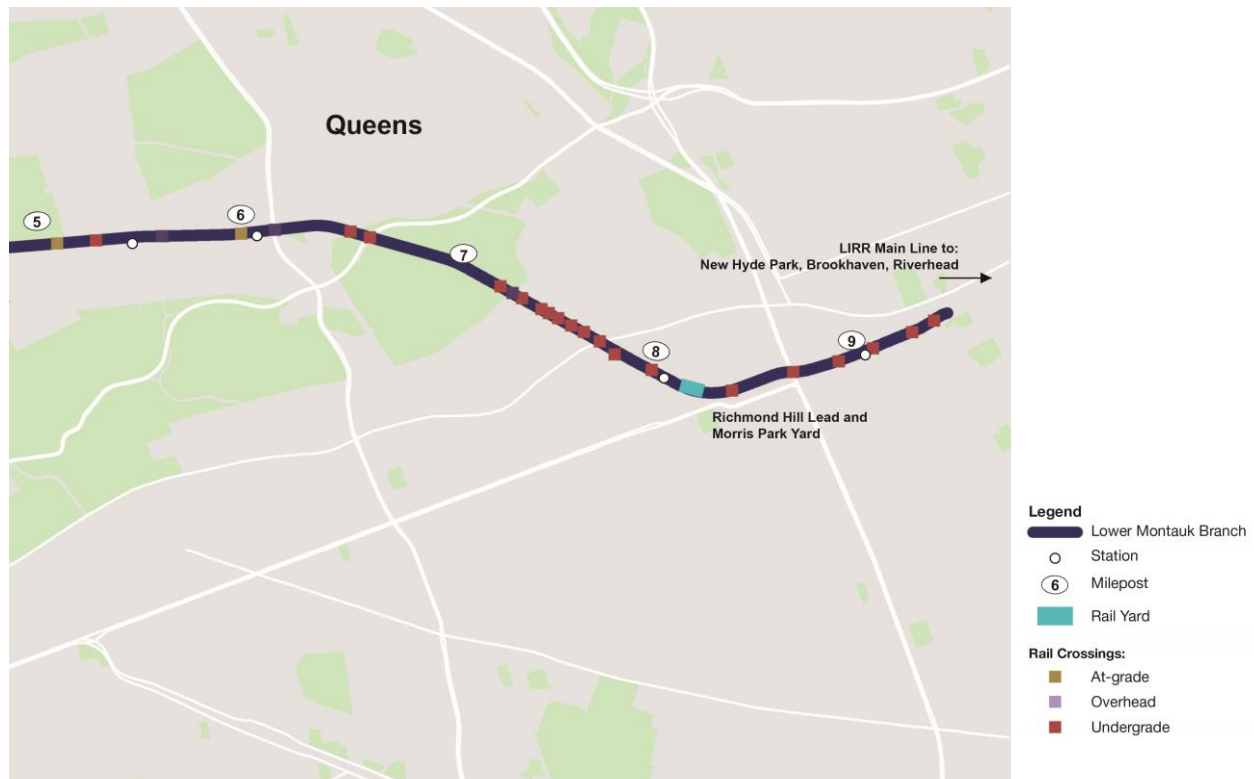 Queens
5
6
7
LIRR Main Line to:
New Hyde Park, Brookhaven, Riverhead
8
9
Richmond Hill Lead and
Morris Park Yard
Legend
Lower Montauk Branch
Station
6 Milepost
Rail Yard
Rail Crossings:
At-grade
Overhead
Undergrade